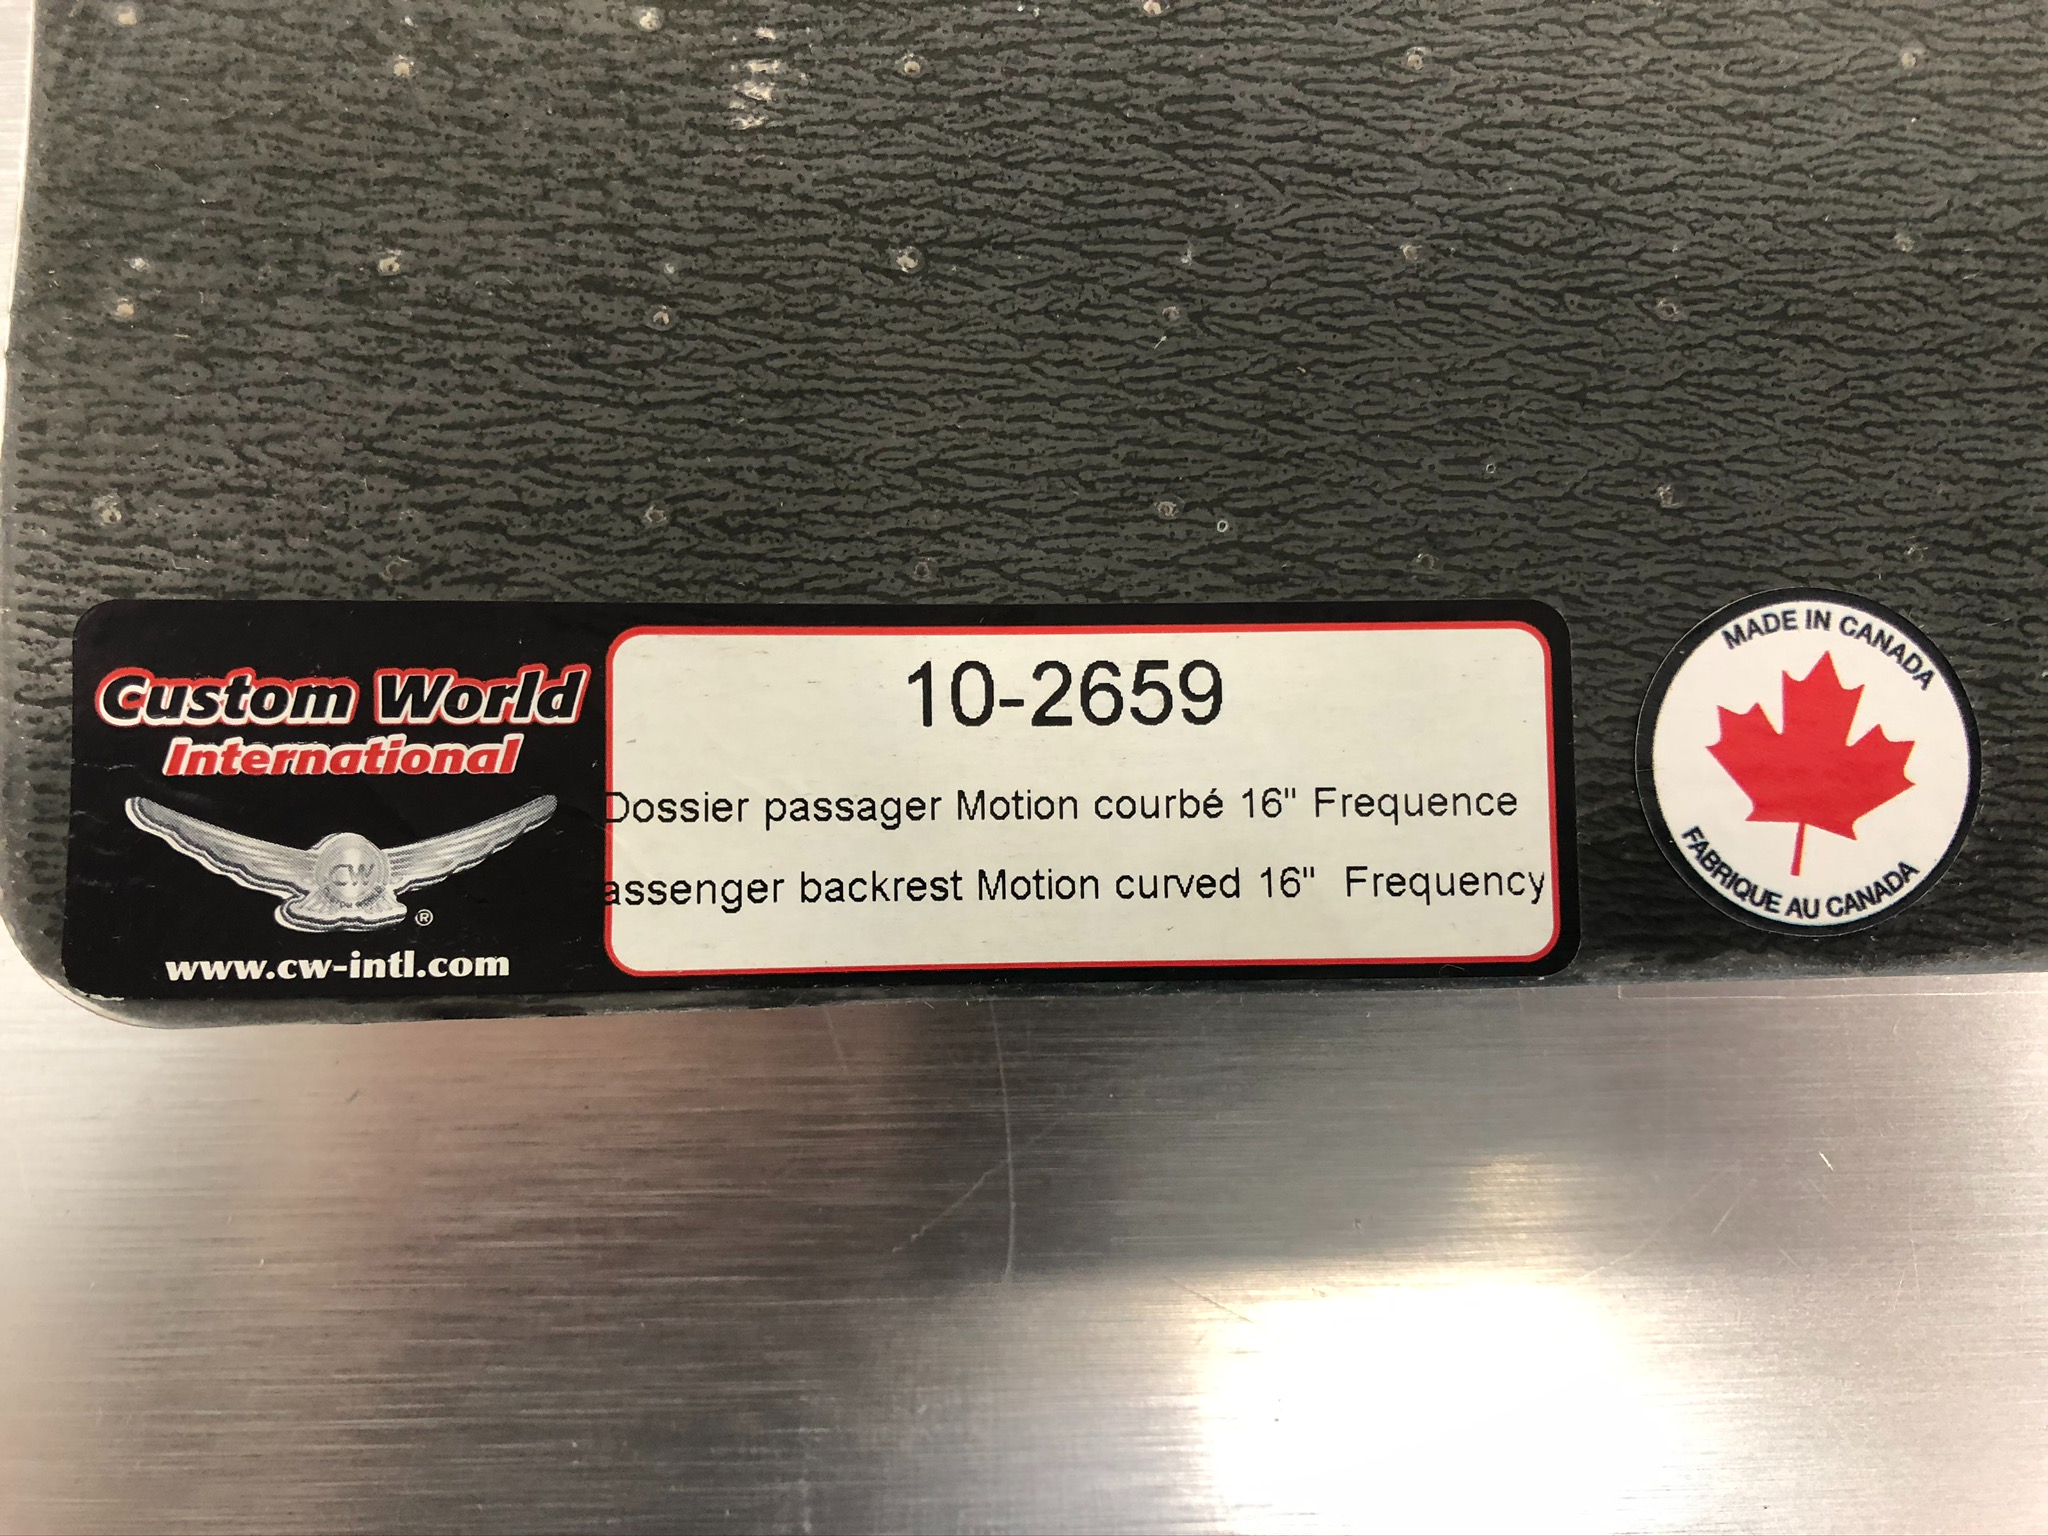 Custom World
International
CW
®
www.cw-intl.com
10-2659
Dossier passager Motion courbé 16" Frequence
assenger backrest Motion curved 16" Frequency
MADE IN CANADA
FABRIQUE AU CANADA